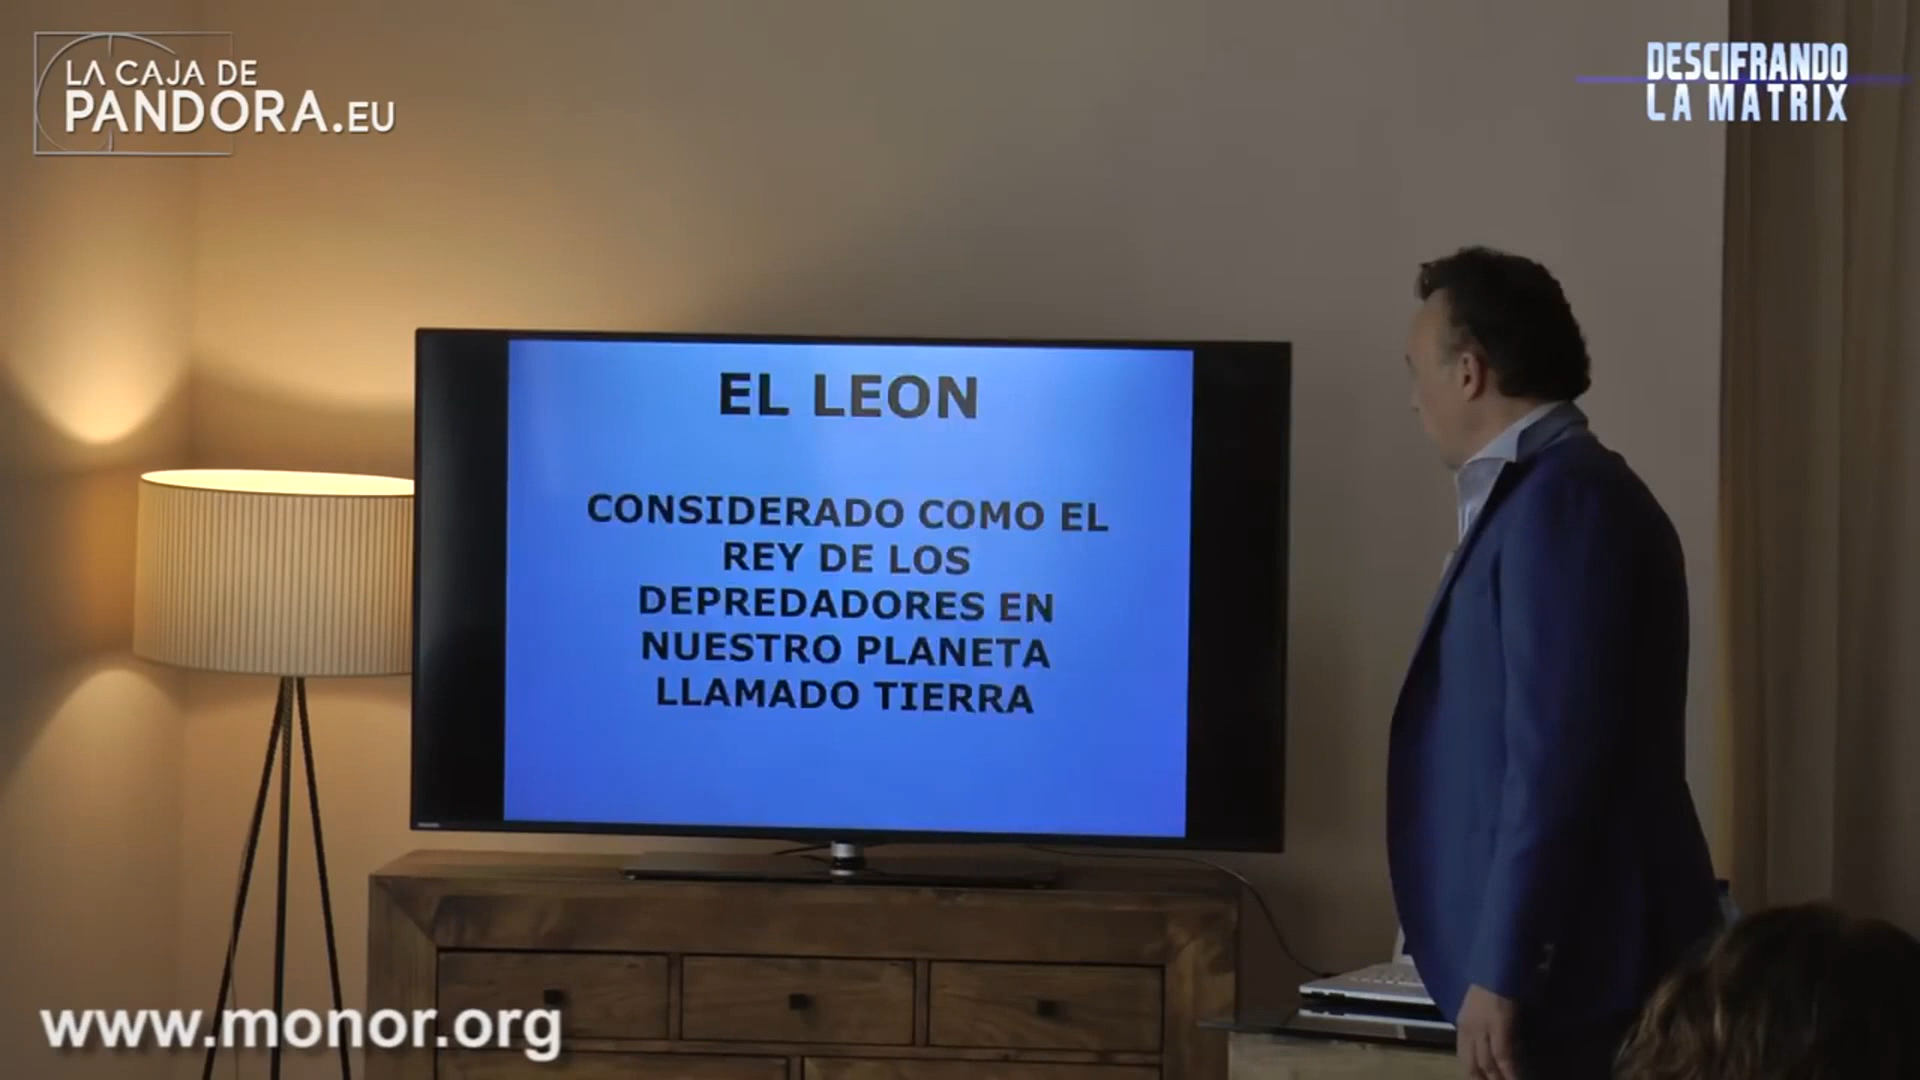 LA CAJA DE
PANDORA.EU
DESCIFRANDO
LA MATRIX
EL LEON
CONSIDERADO COMO EL
REY DE LOS
DEPREDADORES EN
NUESTRO PLANETA
LLAMADO TIERRA
www.monor.org